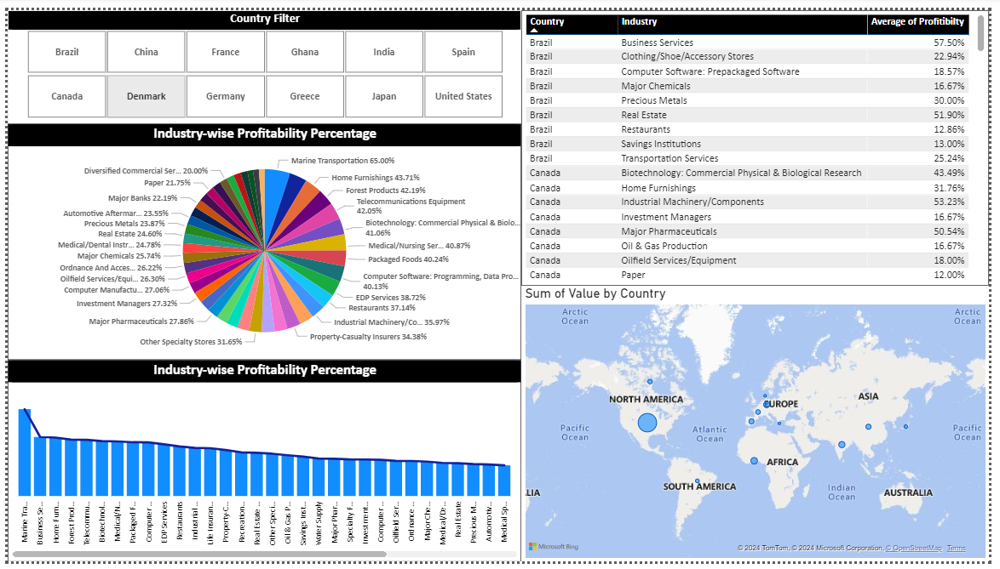 Country Filter
Brazil
China
France
Ghana
India
Spain
Canada
Denmark
Germany
Greece
Japan
United States
Industry-wise Profitability Percentage
Marine Transportation 65.00%
Home Furnishings 43.71%
Forest Products 42.19%
Telecommunications Equipment
42.05%
Biotechnology: Commercial Physical & Biolo...
41.06%
Medical/Nursing Ser... 40.87%
Packaged Foods 40.24%
Computer Software: Programming, Data Pro...
40.13%
EDP Services 38.72%
Restaurants 37.14%
Industrial Machinery/Co... 35.97%
Property-Casualty Insurers 34.38%
Other Specialty Stores 31.65%
Major Pharmaceuticals 27.86%
Investment Managers 27.32%
Computer Manufactu... 27.06%
Oilfield Services/Equi... 26.30%
Ordnance And Acces... 26.22%
Major Chemicals 25.74%
Medical/Dental Instr... 24.78%
Real Estate 24.60%
Precious Metals 23.87%
Automotive Aftermar... 23.55%
Major Banks 22.19%
Paper 21.75%
Diversified Commercial Ser... 20.00%
Industry-wise Profitability Percentage
Marine Tra...
Business Se...
Home Furn...
Forest Prod...
Telecommu...
Biotechnol...
Medical/N...
Packaged F...
Computer ...
EDP Services
Restaurants
Industrial ...
Life Insuran...
Property-C...
Recreation...
Real Estate ...
Other Speci...
Oil & Gas P...
Savings Inst...
Water Supply
Major Phar...
Specialty F...
Investment...
Computer ...
Oilfield Ser...
Ordnance ...
Major Che...
Medical/De...
Real Estate
Precious M...
Automotiv...
Medical Sp...
Country Industry Average of Profitibilty
Brazil Business Services 57.50%
Brazil Clothing/Shoe/Accessory Stores 22.94%
Brazil Computer Software: Prepackaged Software 18.57%
Brazil Major Chemicals 16.67%
Brazil Precious Metals 30.00%
Brazil Real Estate 51.90%
Brazil Restaurants 12.86%
Brazil Savings Institutions 13.00%
Brazil Transportation Services 25.24%
Canada Biotechnology: Commercial Physical & Biological Research 43.49%
Canada Home Furnishings 31.76%
Canada Industrial Machinery/Components 53.23%
Canada Investment Managers 16.67%
Canada Major Pharmaceuticals 50.54%
Canada Oil & Gas Production 16.67%
Canada Oilfield Services/Equipment 18.00%
Canada Paper 12.00%
Sum of Value by Country
Arctic
Ocean
Arctic
Ocean
NORTH AMERICA
EUROPE
ASIA
Pacific
Ocean
Atlantic
Ocean
Pacific
Ocean
AFRICA
SOUTH AMERICA
Indian
Ocean
LIA
AUSTRALIA
Microsoft Bing
© 2024 TomTom, © 2024 Microsoft Corporation, © OpenStreetMap Terms